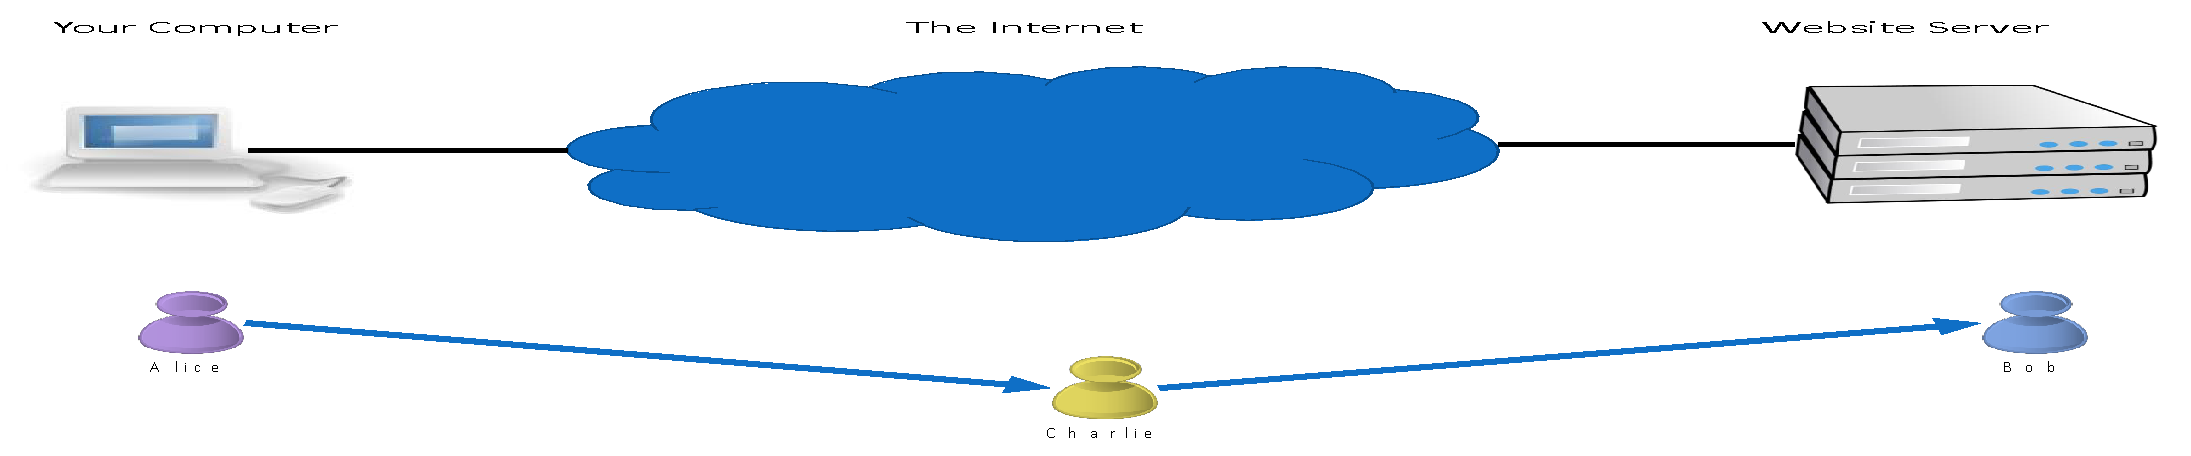 Your Computer
The Internet
Website Server
Alice
Bob
Charlie